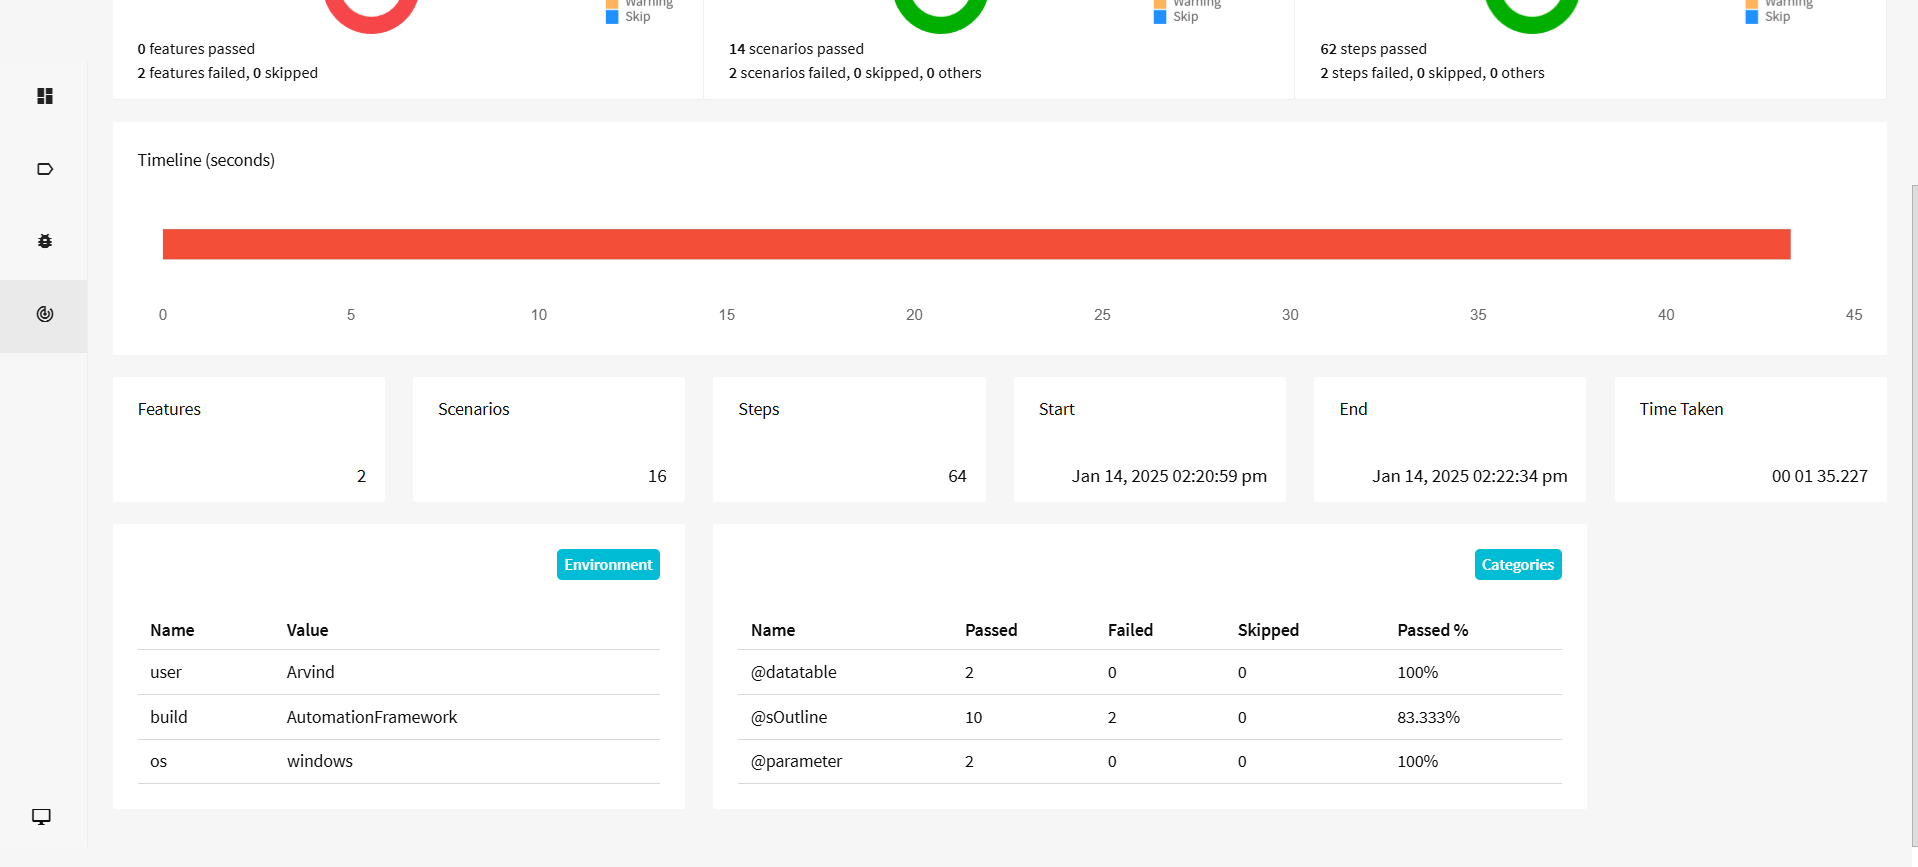 Warning
Skip
Warning
Skip
Warning
Skip
0 features passed
2 features failed, 0 skipped
14 scenarios passed
2 scenarios failed, 0 skipped, 0 others
62 steps passed
2 steps failed, 0 skipped, 0 others
Timeline (seconds)
0 5 10 15 20 25 30 35 40 45
Features
2
Scenarios
16
Steps
64
Start
Jan 14, 2025 02:20:59 pm
End
Jan 14, 2025 02:22:34 pm
Time Taken
00 01 35.227
Environment
Name Value
user Arvind
build AutomationFramework
os windows
Categories
Name Passed Failed Skipped Passed %
@datatable 2 0 0 100%
@sOutline 10 2 0 83.333%
@parameter 2 0 0 100%